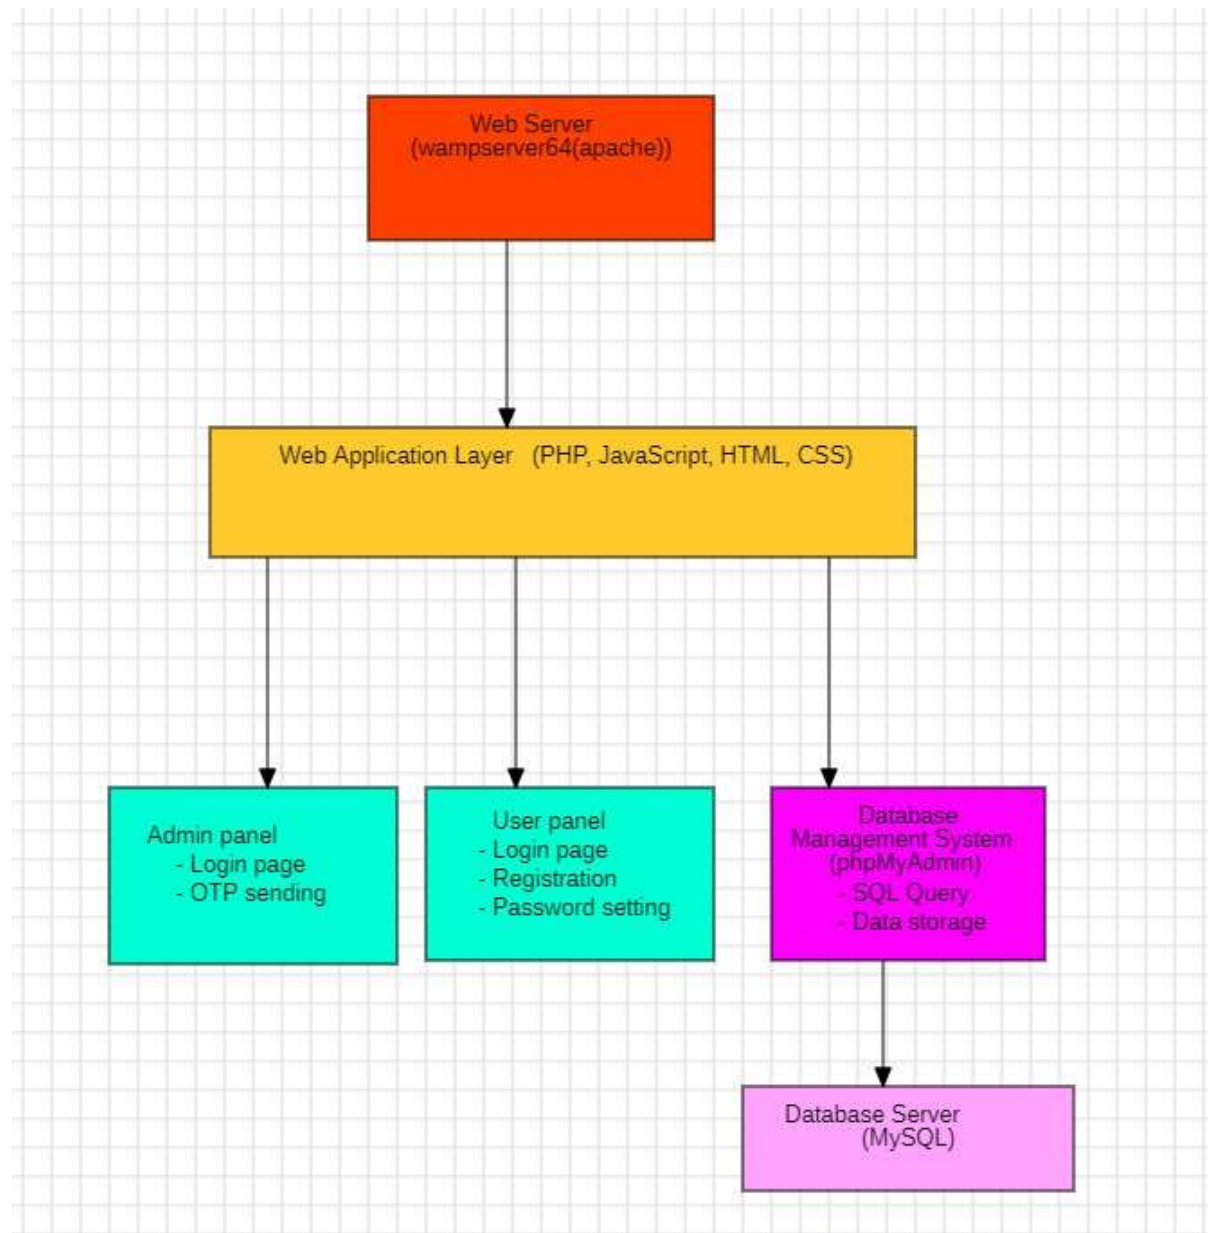 Web Server
(wampserver64(apache))
Web Application Layer (PHP, JavaScript, HTML, CSS)
Admin panel
- Login page
- OTP sending
User panel
- Login page
- Registration
- Password setting
Database
Management System
(phpMyAdmin)
- SQL Query
- Data storage
Database Server
(MySQL)